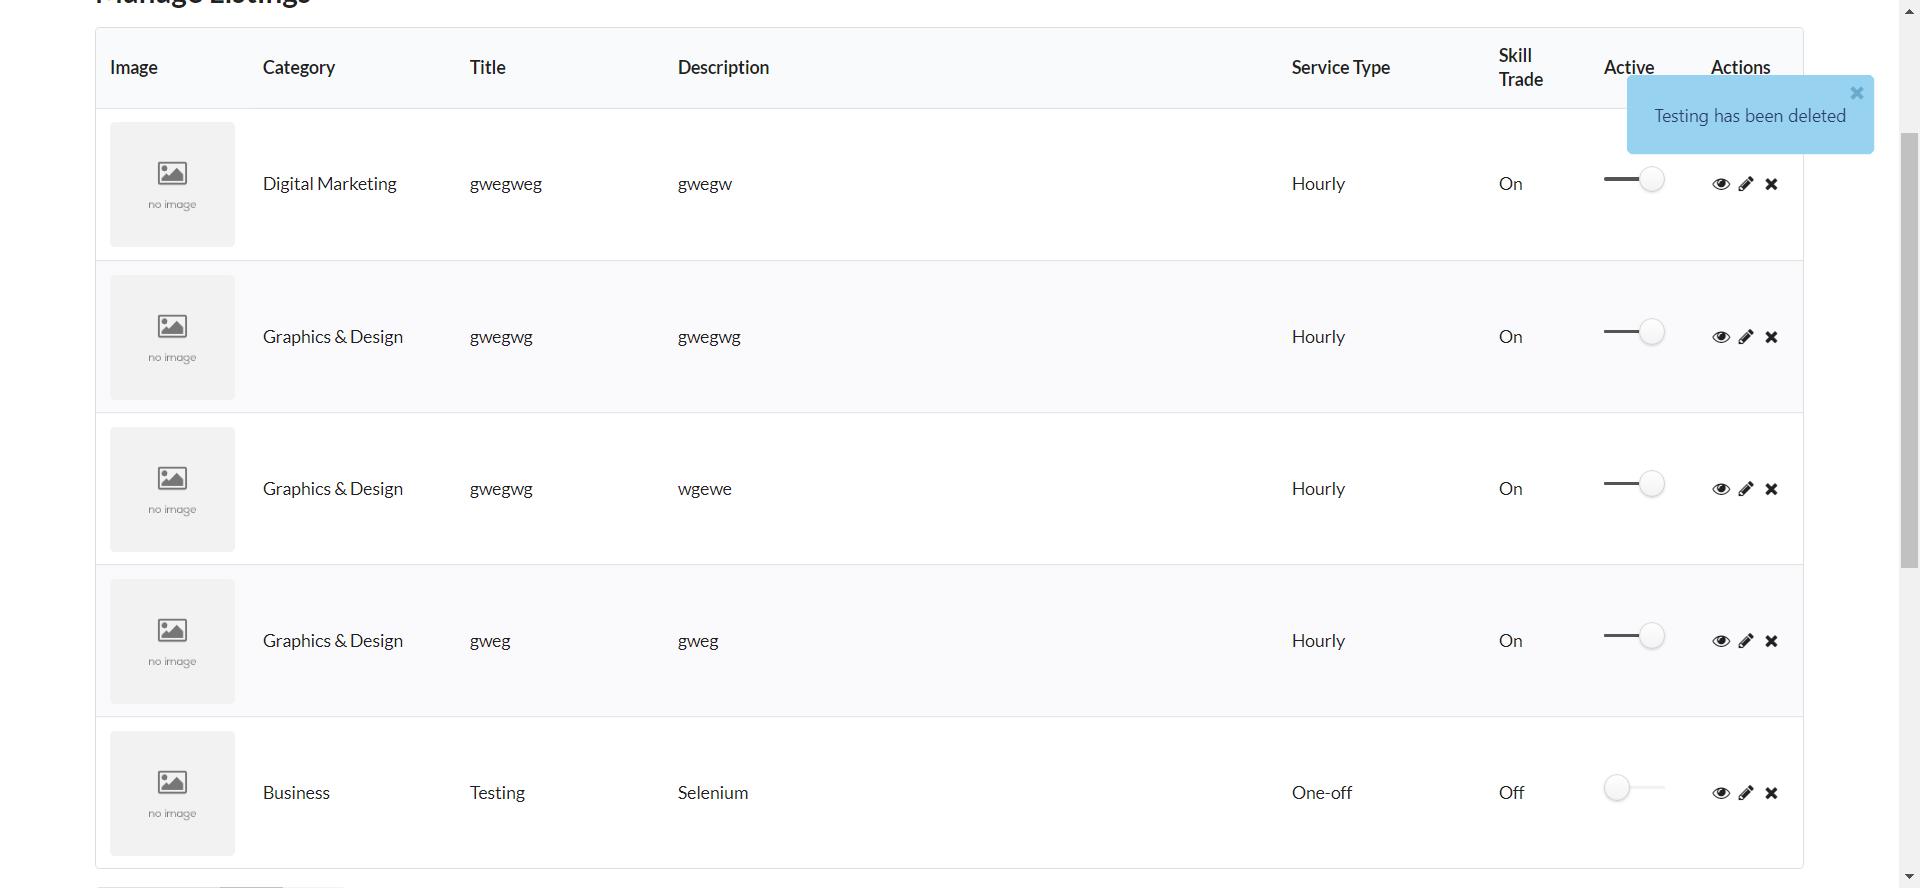 Manage Listings
Image Category Title Description Service Type Skill Trade Active Actions
Testing has been deleted
no image Digital Marketing gwegweg gwegw Hourly On
no image Graphics & Design gwegwg gwegwg Hourly On
no image Graphics & Design gwegwg wgewe Hourly On
no image Graphics & Design gweg gweg Hourly On
no image Business Testing Selenium One-off Off